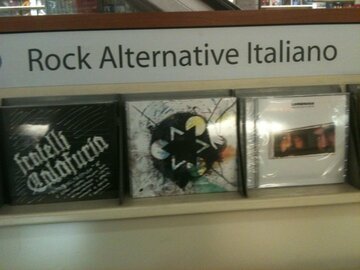 Rock Alternative Italiano
fratelli
Calafuria